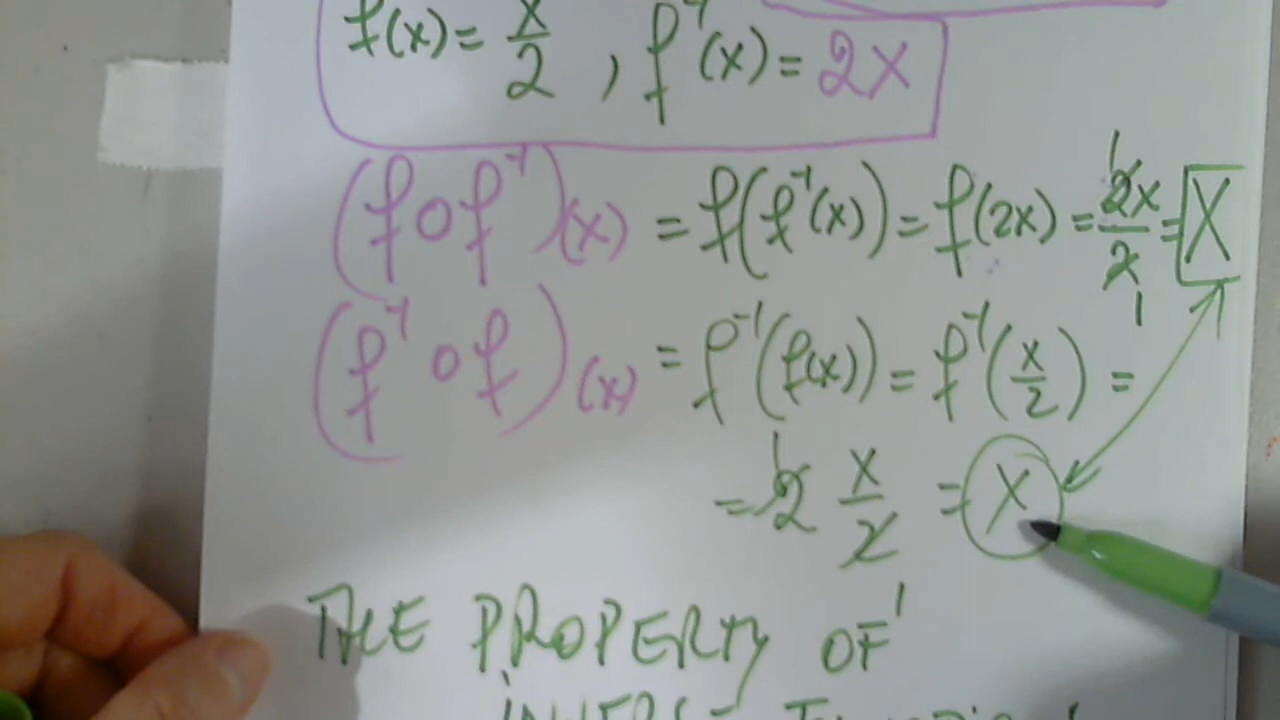 f(x) = x/2 , f⁻¹(x) = 2x
(f o f⁻¹)(x) = f(f⁻¹(x)) = f(2x) = 2x/2 = x
(f⁻¹ o f)(x) = f⁻¹(f(x)) = f⁻¹(x/2) =
= 2 x/2 = x
THE PROPERTY OF